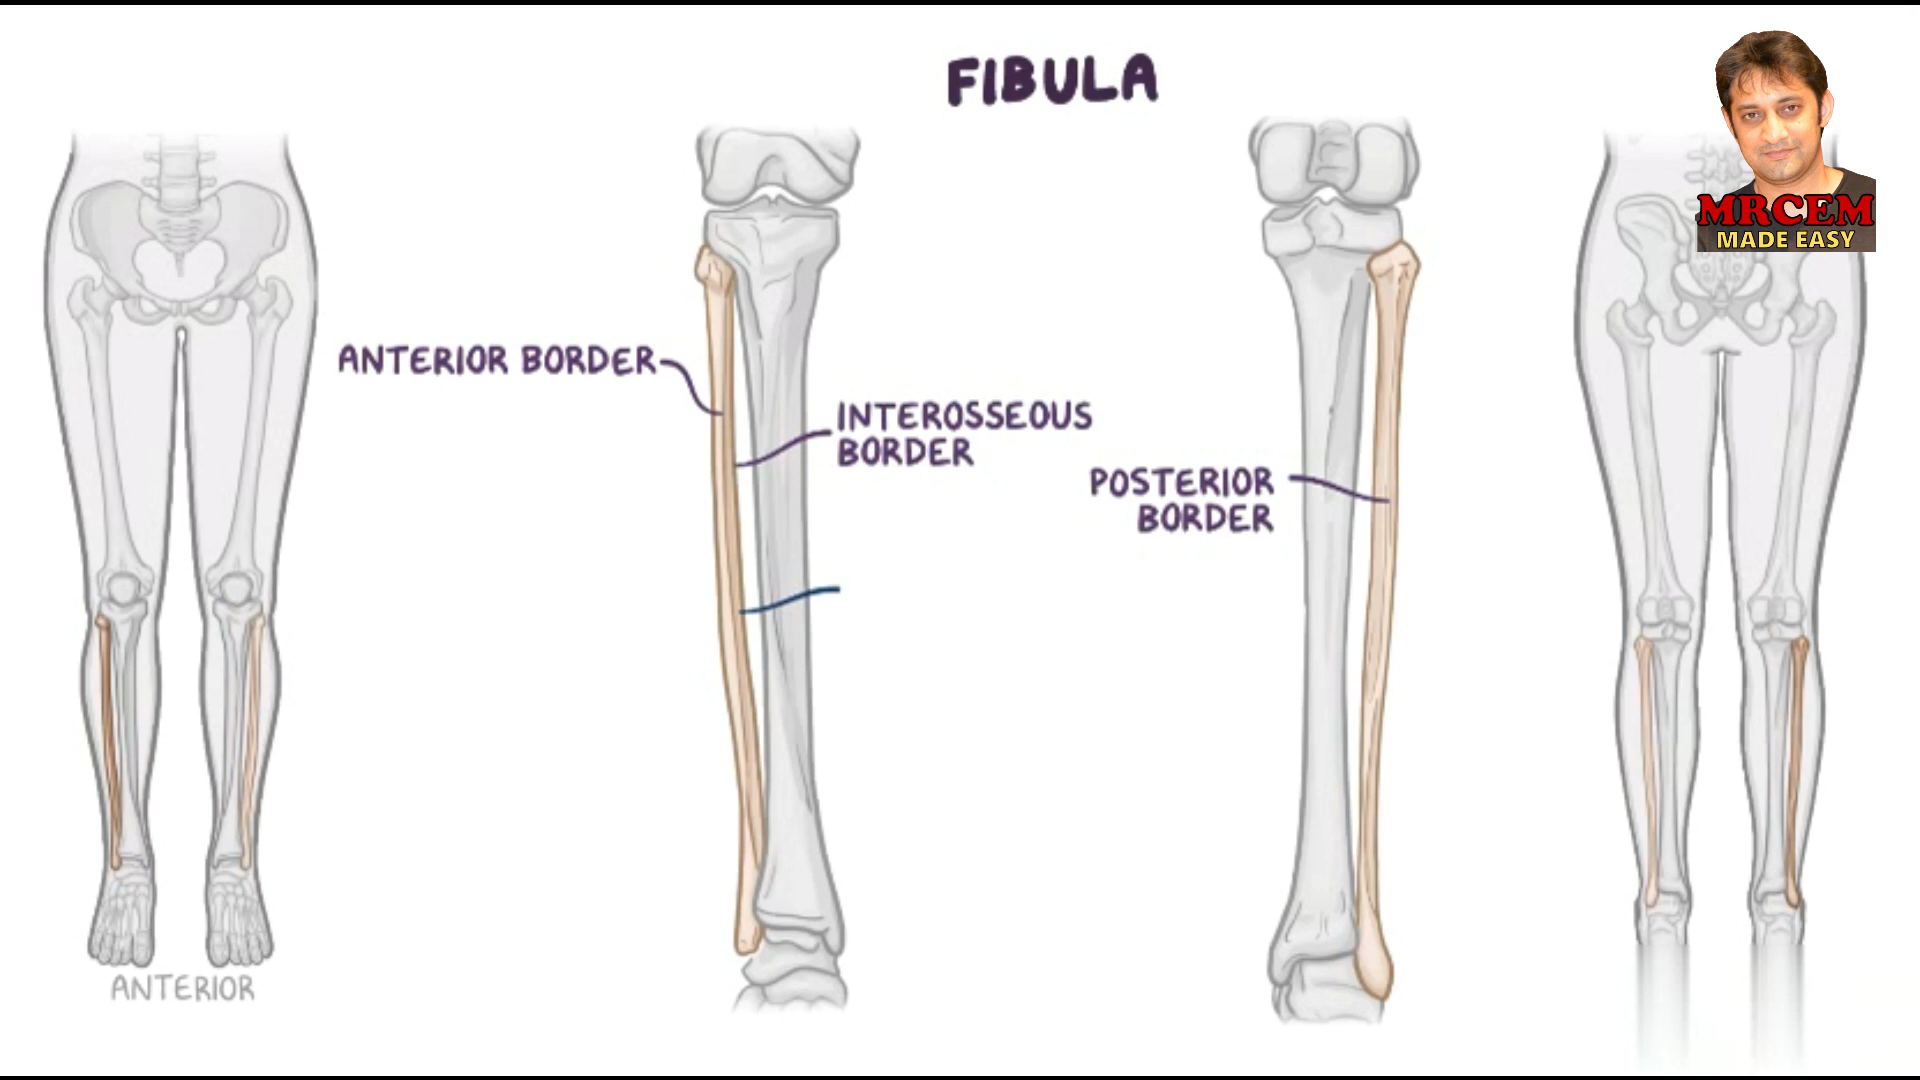 FIBULA
MRCEM
MADE EASY
ANTERIOR BORDER
INTEROSSEOUS
BORDER
POSTERIOR
BORDER
ANTERIOR